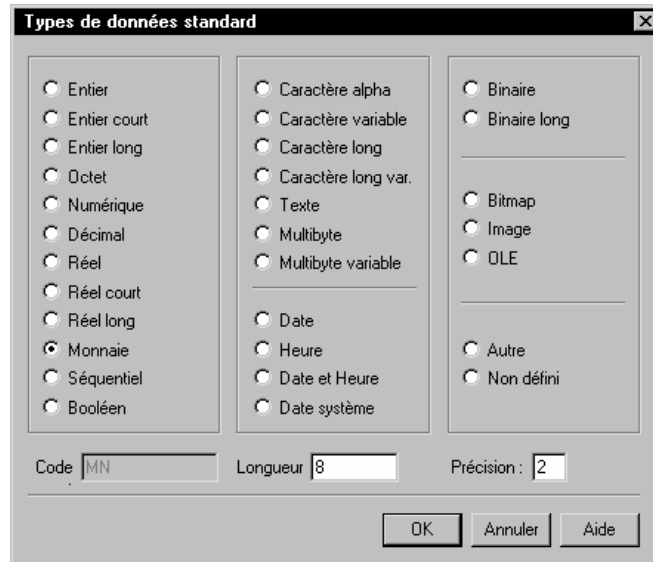 Types de données standard
Entier
Entier court
Entier long
Octet
Numérique
Décimal
Réel
Réel court
Réel long
Monnaie
Séquentiel
Booléen
Caractère alpha
Caractère variable
Caractère long
Caractère long var.
Texte
Multibyte
Multibyte variable
Date
Heure
Date et Heure
Date système
Binaire
Binaire long
Bitmap
Image
OLE
Autre
Non défini
Code MN Longueur 8 Précision : 2
OK Annuler Aide